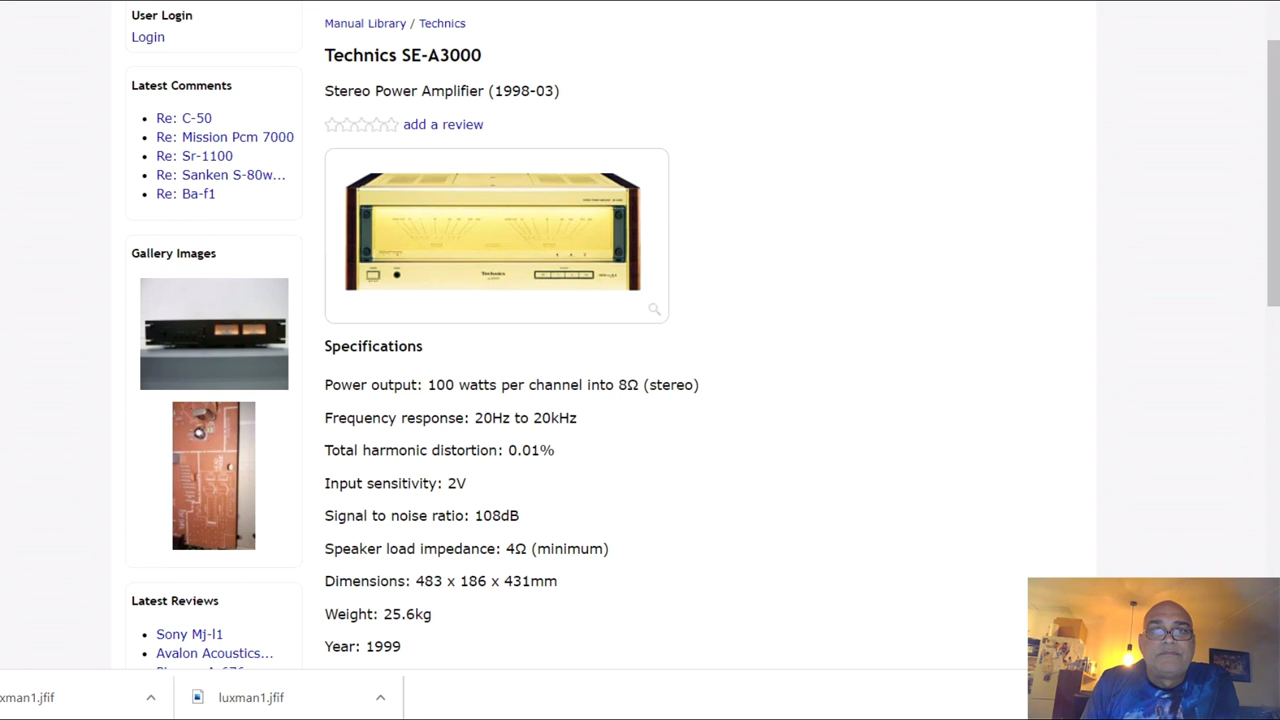 User Login
Login
Latest Comments
Re: C-50
Re: Mission Pcm 7000
Re: Sr-1100
Re: Sanken S-80w...
Re: Ba-f1
Gallery Images
Latest Reviews
Sony Mj-l1
Avalon Acoustics...
Manual Library / Technics
Technics SE-A3000
Stereo Power Amplifier (1998-03)
add a review
Technics
Specifications
Power output: 100 watts per channel into 8Ω (stereo)
Frequency response: 20Hz to 20kHz
Total harmonic distortion: 0.01%
Input sensitivity: 2V
Signal to noise ratio: 108dB
Speaker load impedance: 4Ω (minimum)
Dimensions: 483 x 186 x 431mm
Weight: 25.6kg
Year: 1999
xman1.jfif
luxman1.jfif